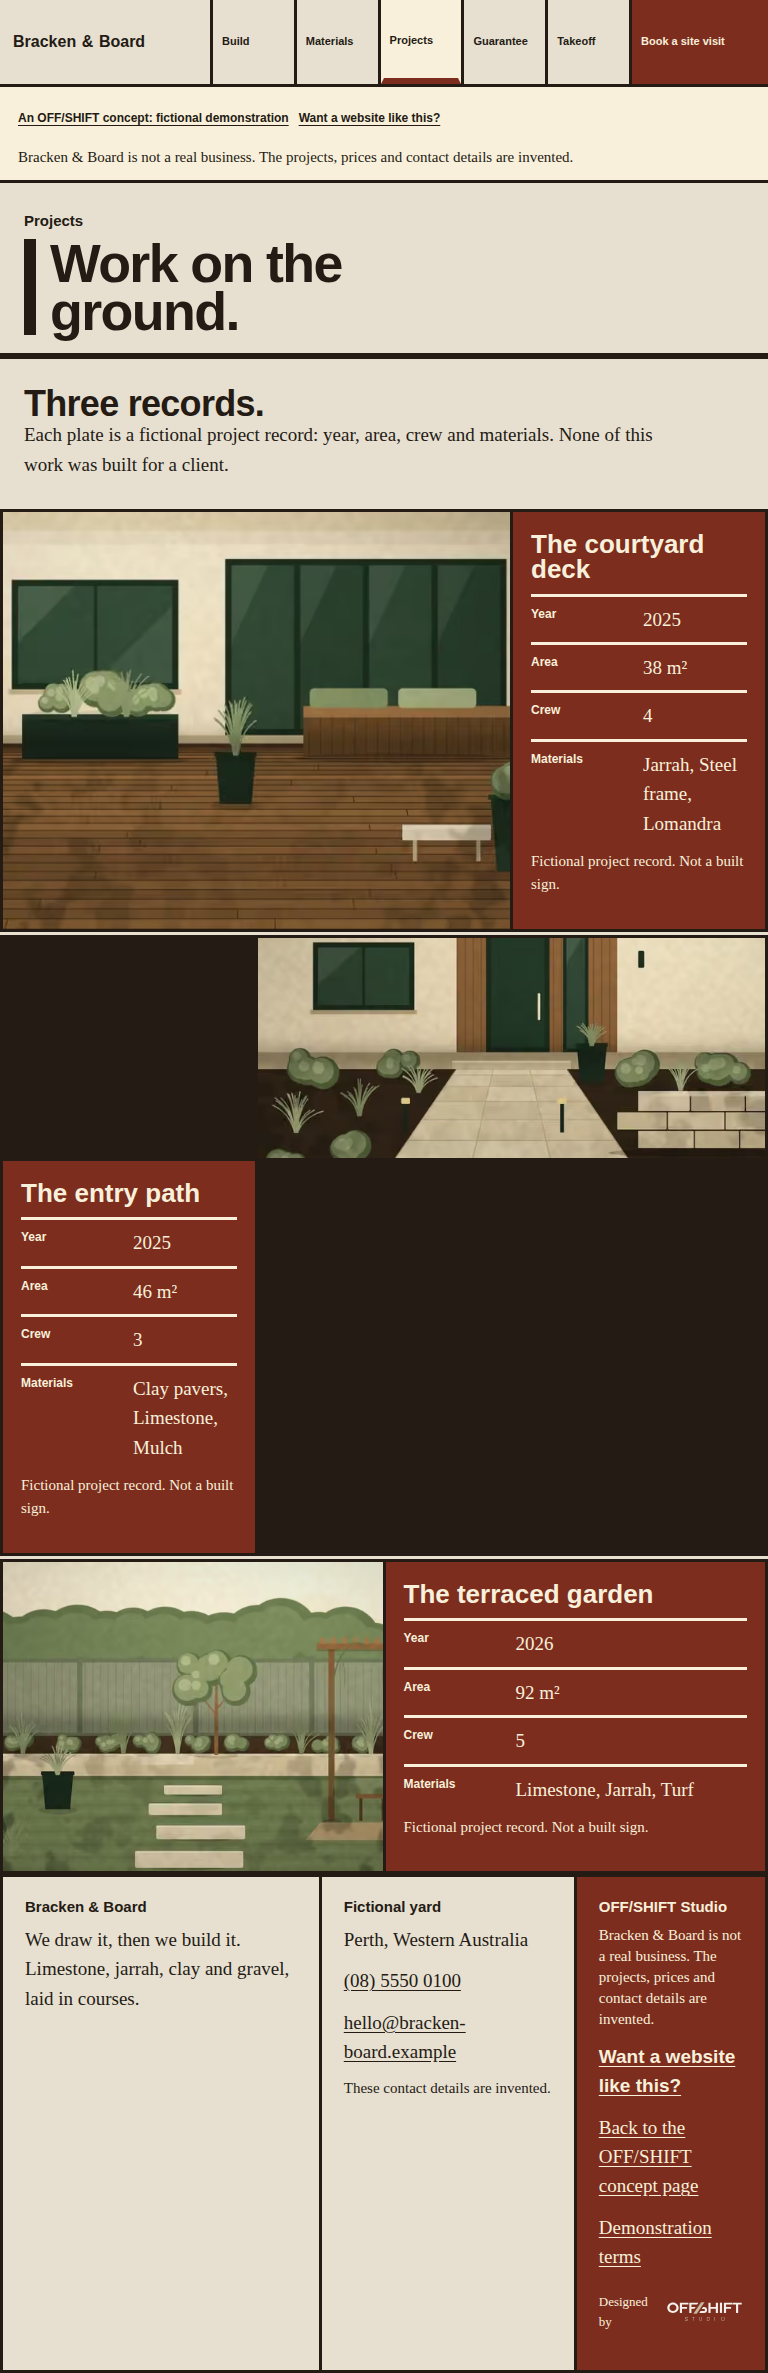 Bracken & Board
Build
Materials
Projects
Guarantee
Takeoff
Book a site visit
An OFF/SHIFT concept: fictional demonstration Want a website like this?
Bracken & Board is not a real business. The projects, prices and contact details are invented.
Projects
Work on the
ground.
Three records.
Each plate is a fictional project record: year, area, crew and materials. None of this
work was built for a client.
The courtyard
deck
Year 2025
Area 38 m²
Crew 4
Materials Jarrah, Steel
frame,
Lomandra
Fictional project record. Not a built
sign.
The entry path
Year 2025
Area 46 m²
Crew 3
Materials Clay pavers,
Limestone,
Mulch
Fictional project record. Not a built
sign.
The terraced garden
Year 2026
Area 92 m²
Crew 5
Materials Limestone, Jarrah, Turf
Fictional project record. Not a built sign.
Bracken & Board
We draw it, then we build it.
Limestone, jarrah, clay and gravel,
laid in courses.
Fictional yard
Perth, Western Australia
(08) 5550 0100
hello@bracken-
board.example
These contact details are invented.
OFF/SHIFT Studio
Bracken & Board is not
a real business. The
projects, prices and
contact details are
invented.
Want a website
like this?
Back to the
OFF/SHIFT
concept page
Demonstration
terms
Designed
by
OFF/SHIFT
STUDIO